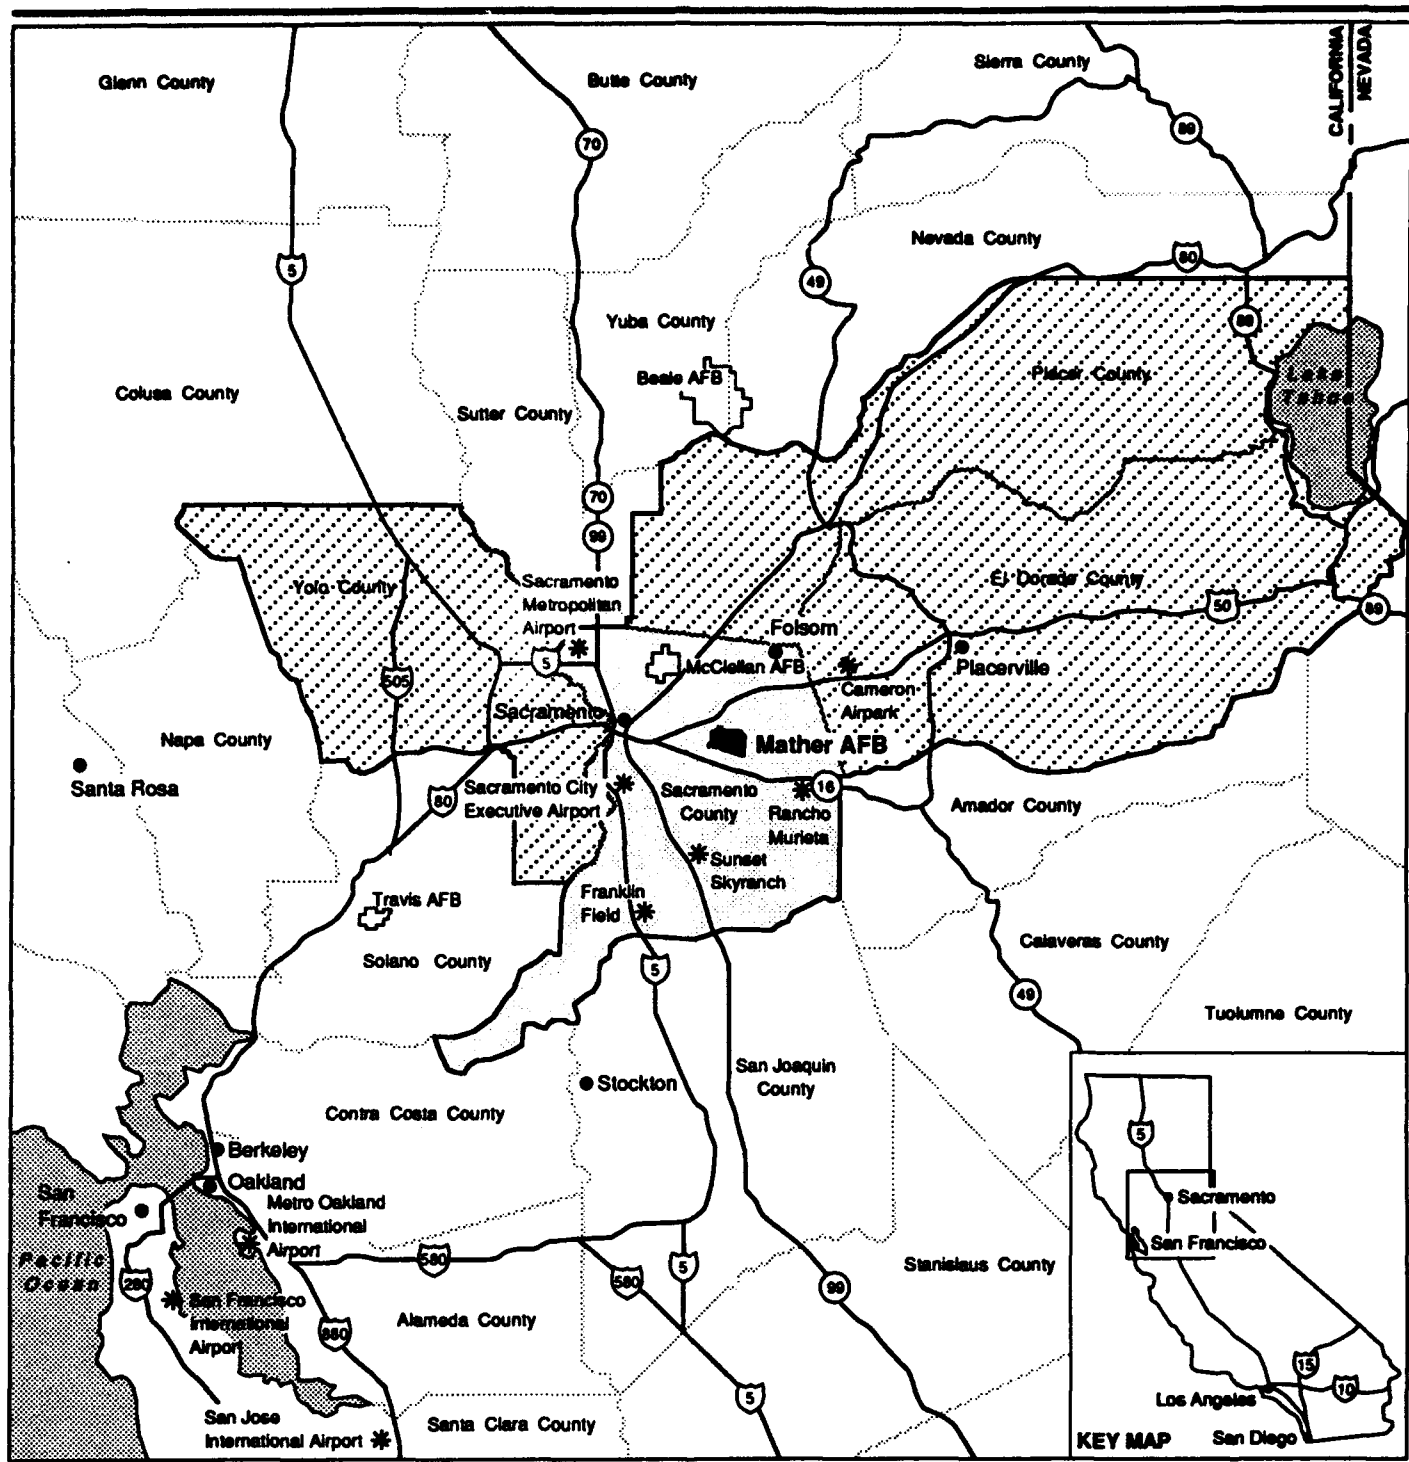 Glenn County
Butte County
Sierra County
CALIFORNIA
NEVADA
70
89
5
Nevada County
80
49
Yuba County
89
Beale AFB
Placer County
Lake
Tahoe
Colusa County
Sutter County
70
99
Yolo County
Sacramento
Metropolitan
Airport
El Dorado County
50
89
Folsom
5
McClellan AFB
Placerville
505
Cameron
Airpark
Sacramento
Napa County
Mather AFB
Santa Rosa
80
Sacramento City
Executive Airport
Sacramento
County
16
Rancho
Murieta
Amador County
Sunset
Skyranch
Travis AFB
Franklin
Field
Solano County
5
Calaveras County
49
Tuolumne County
San Joaquin
County
Stockton
Contra Costa County
Berkeley
Oakland
San
Francisco
Metro Oakland
International
Airport
Pacific
Ocean
280
580
580
5
99
Stanislaus County
San Francisco
International
Airport
Alameda County
5
San Jose
International Airport
Santa Clara County
5
Sacramento
San Francisco
15
10
Los Angeles
San Diego
KEY MAP